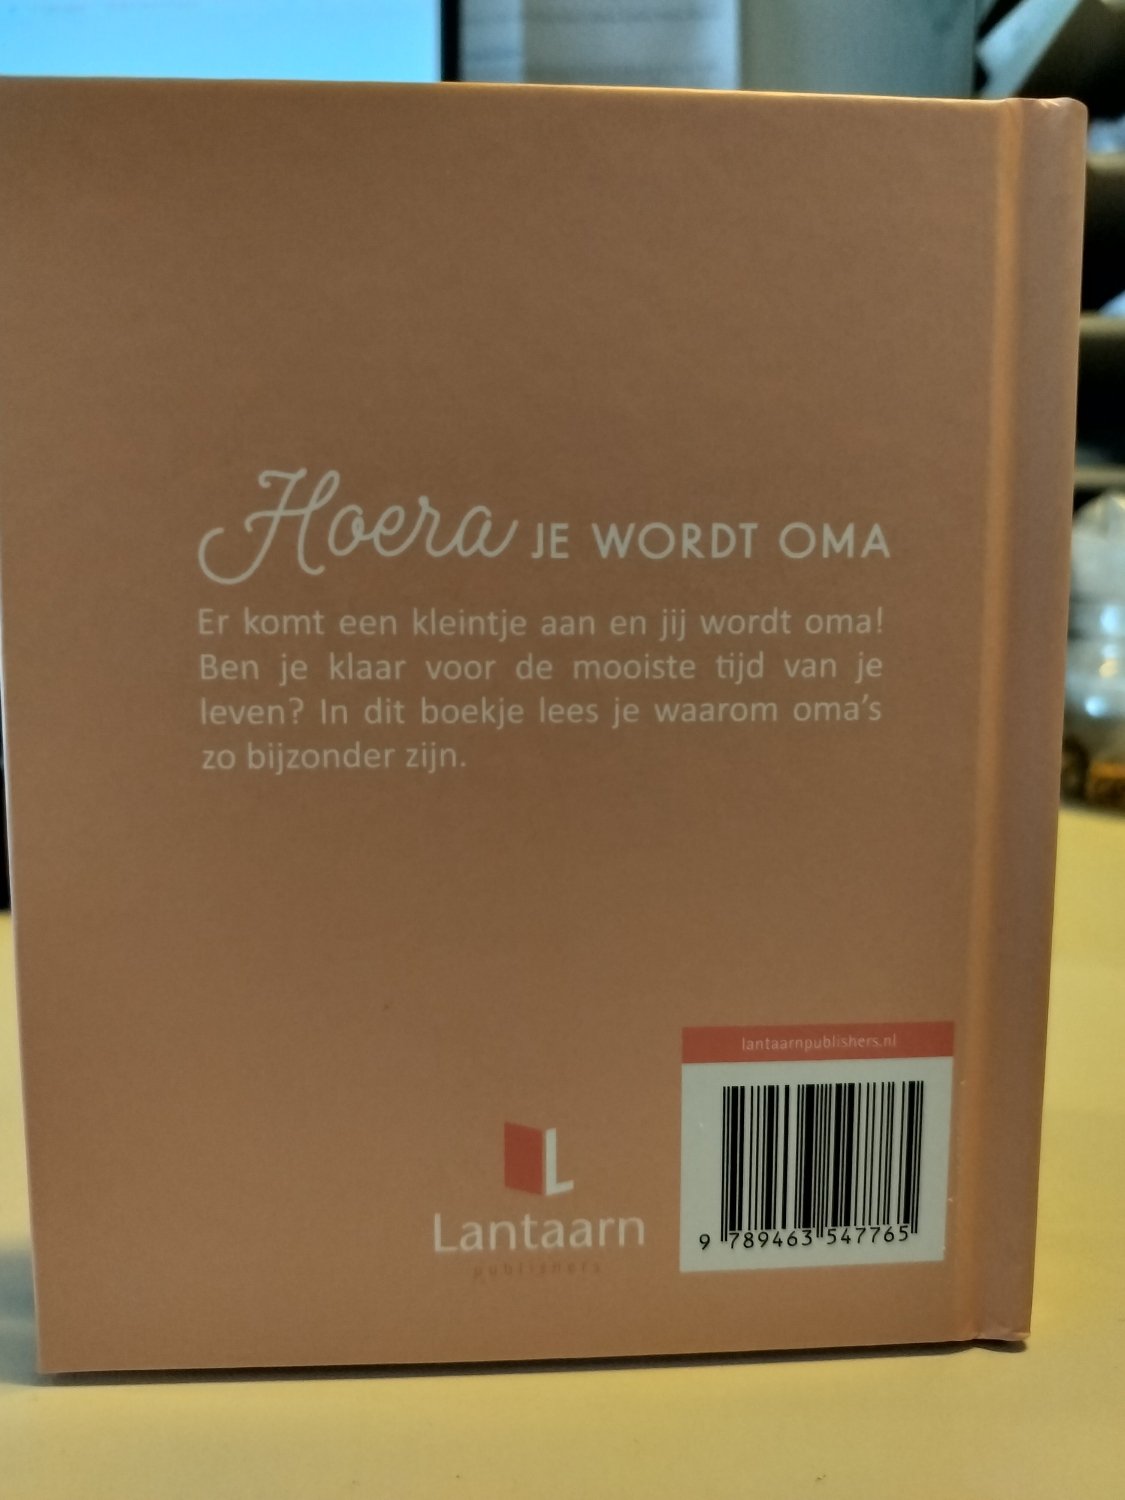 Hoera JE WORDT OMA
Er komt een kleintje aan en jij wordt oma!
Ben je klaar voor de mooiste tijd van je
leven? In dit boekje lees je waarom oma's
zo bijzonder zijn.
lantaarnpublishers.nl
L
Lantaarn
publishers
9 789463 547765